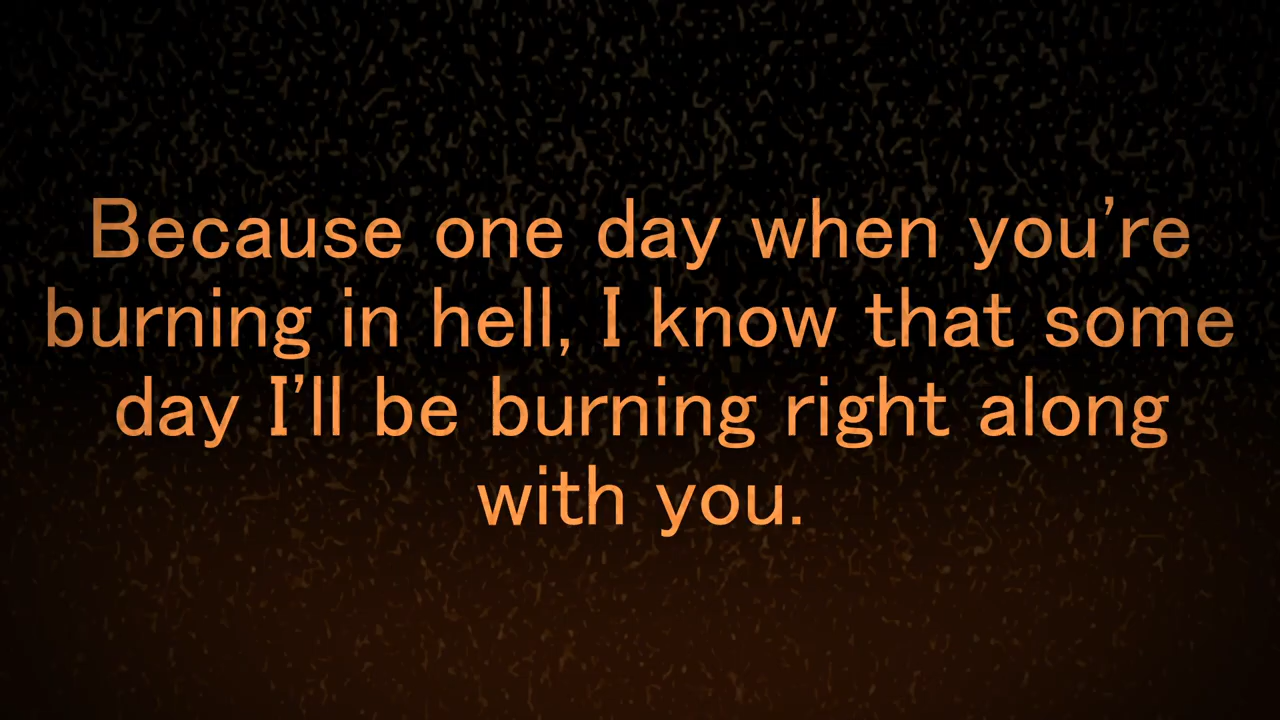 Because one day when you’re
burning in hell, I know that some
day I’ll be burning right along
with you.